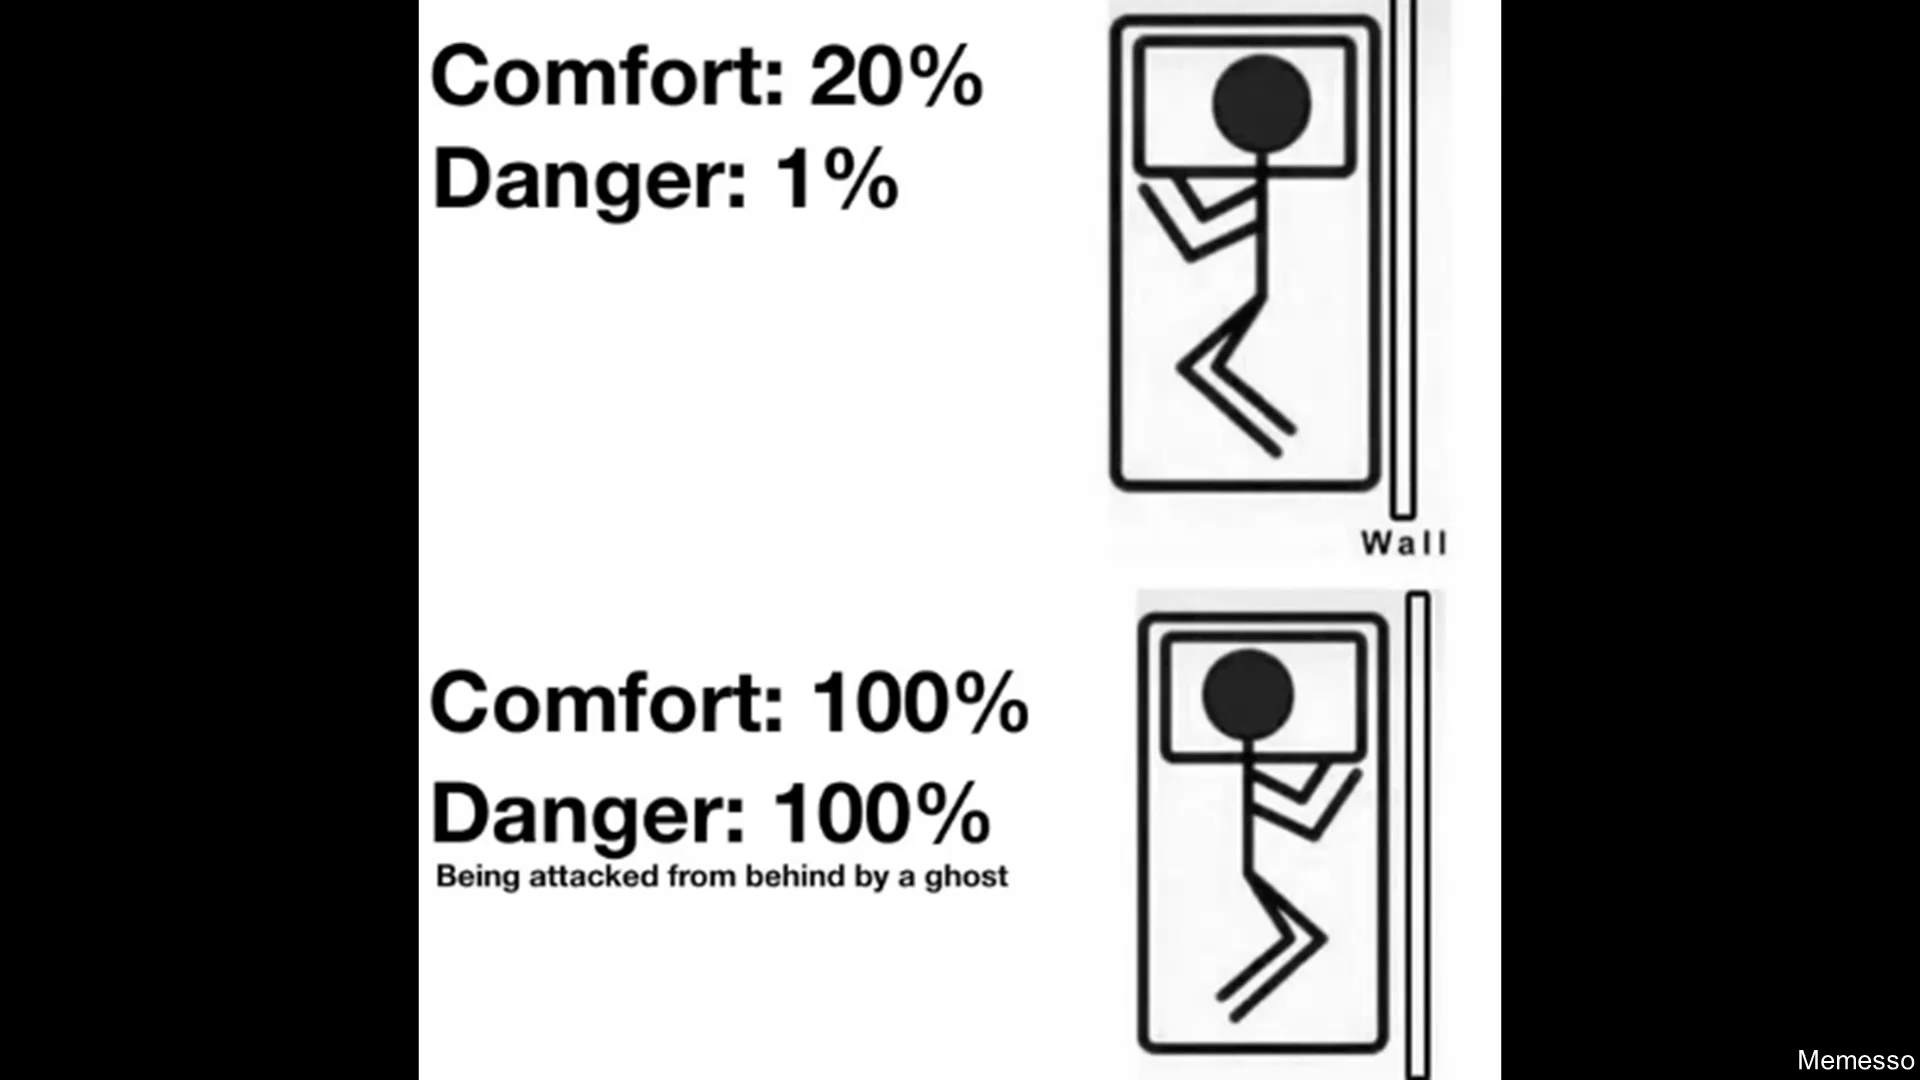 Comfort: 20%
Danger: 1%
Wall
Comfort: 100%
Danger: 100%
Being attacked from behind by a ghost
Memesso